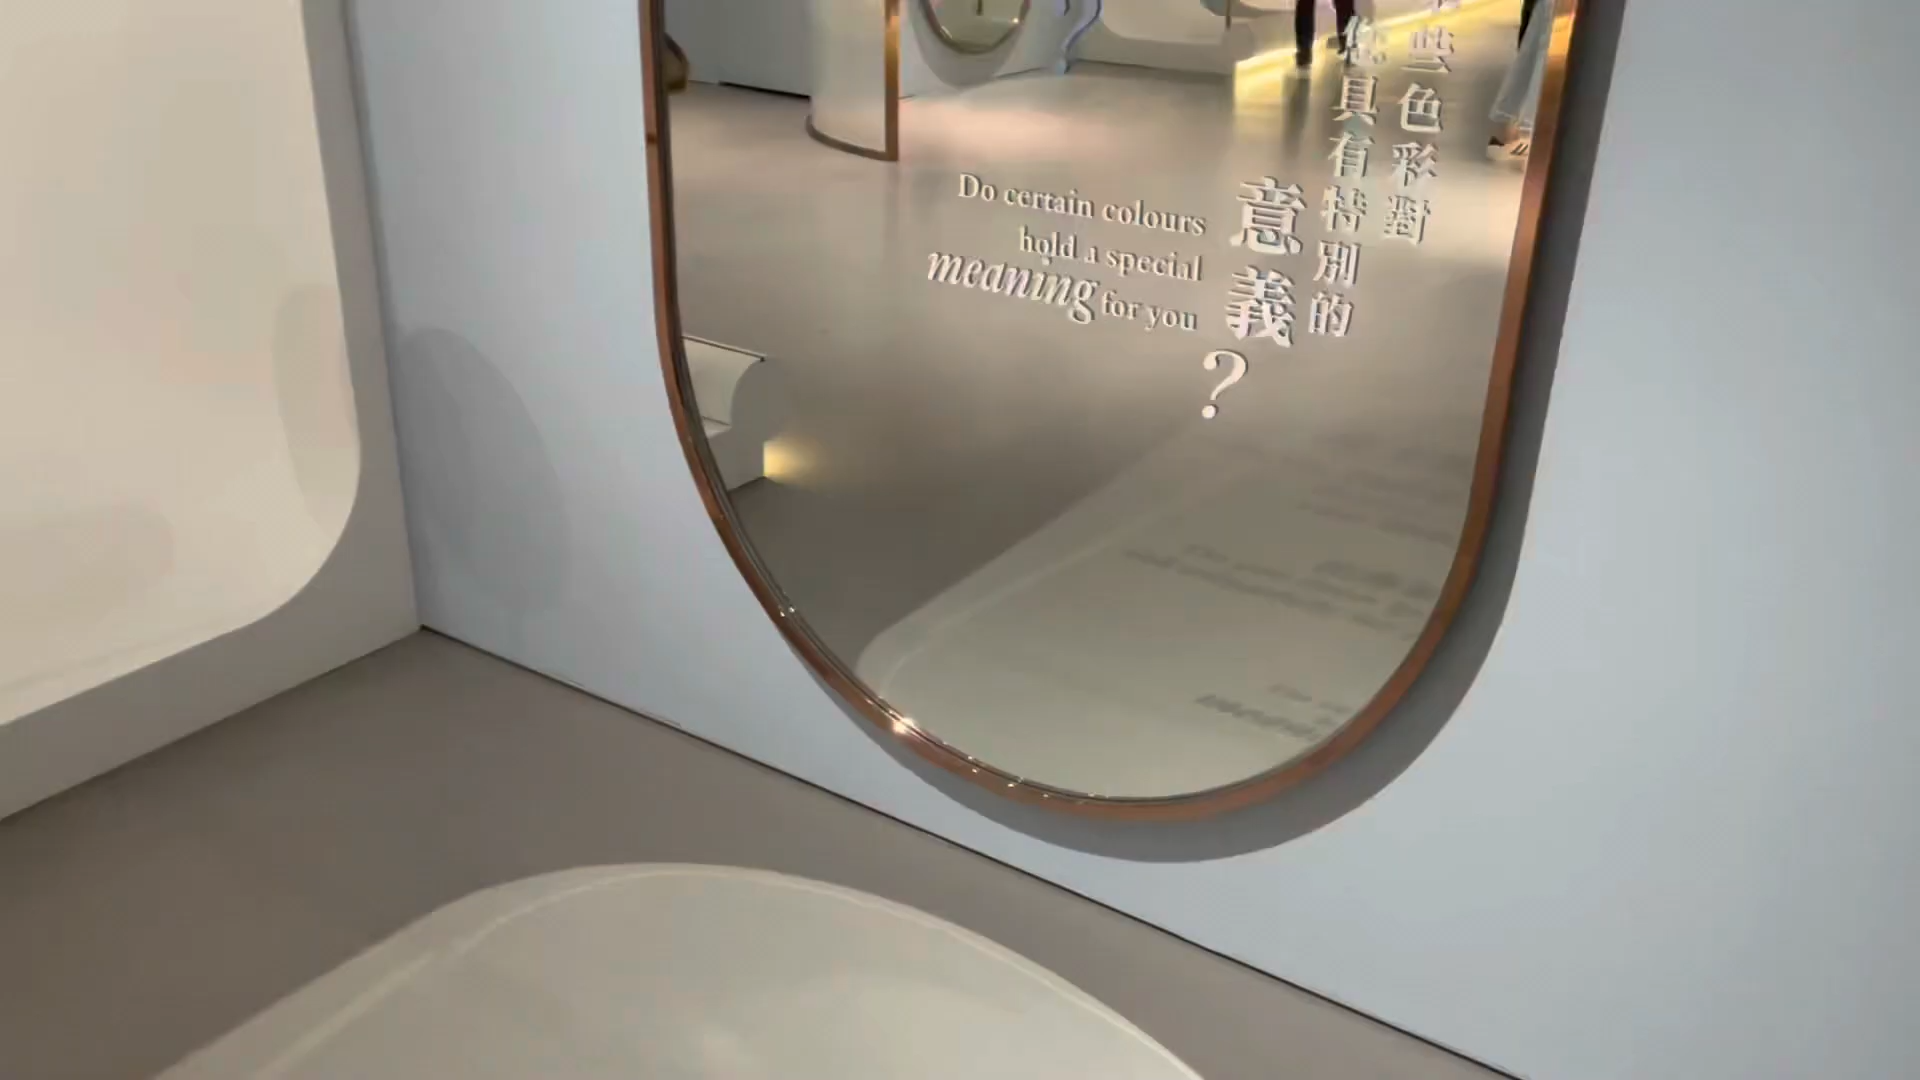 些色彩對
您具有特別的
意義?
Do certain colours
hold a special
meaning for you